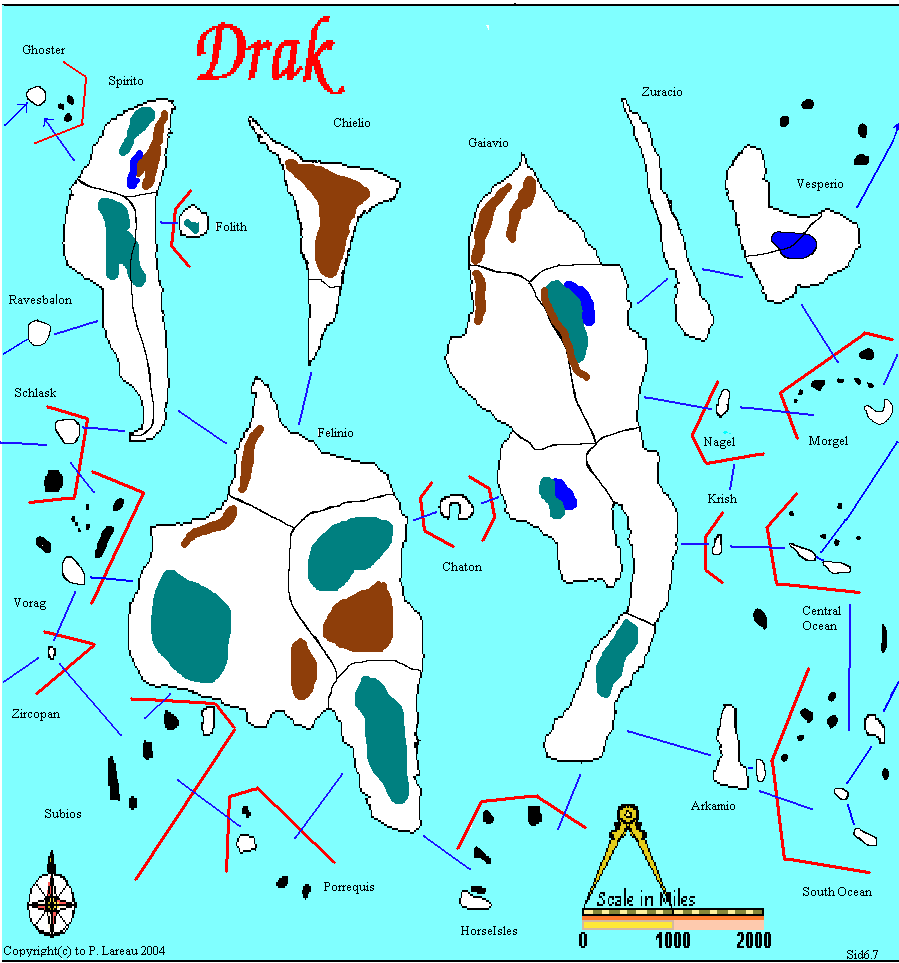 Drak
Ghoster
Spirito
Zuracio
Chielio
Gaiavio
Vesperio
Folith
Ravesbalon
Schlask
Felinio
Nagel
Morgel
Krish
Chaton
Vorag
Central
Ocean
Zircopan
Subios
Arkamio
Porrequis
South Ocean
HorseIsles
Scale in Miles
0 1000 2000
Copyright(c) to P. Lareau 2004
Sid6.7